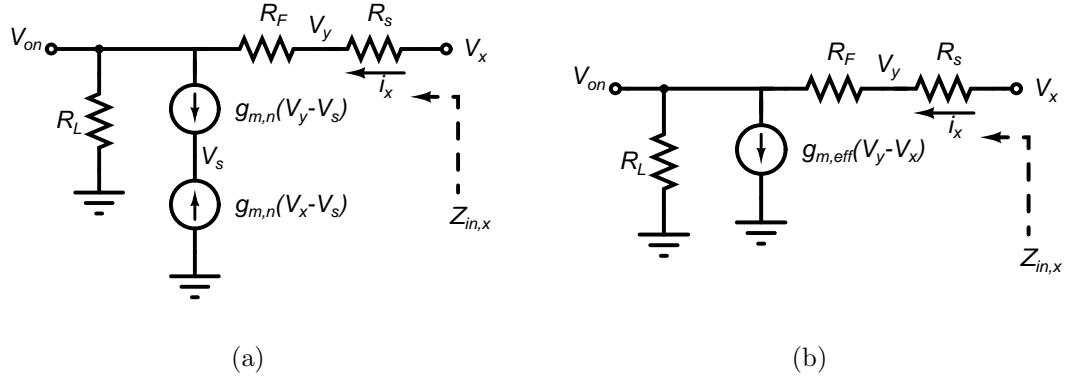 R_F V_y R_s
V_on V_x
i_x
R_L g_m,n(V_y-V_s)
V_s
g_m,n(V_x-V_s)
Z_in,x
(a)
R_F V_y R_s
V_on V_x
i_x
R_L g_m,eff(V_y-V_x)
Z_in,x
(b)